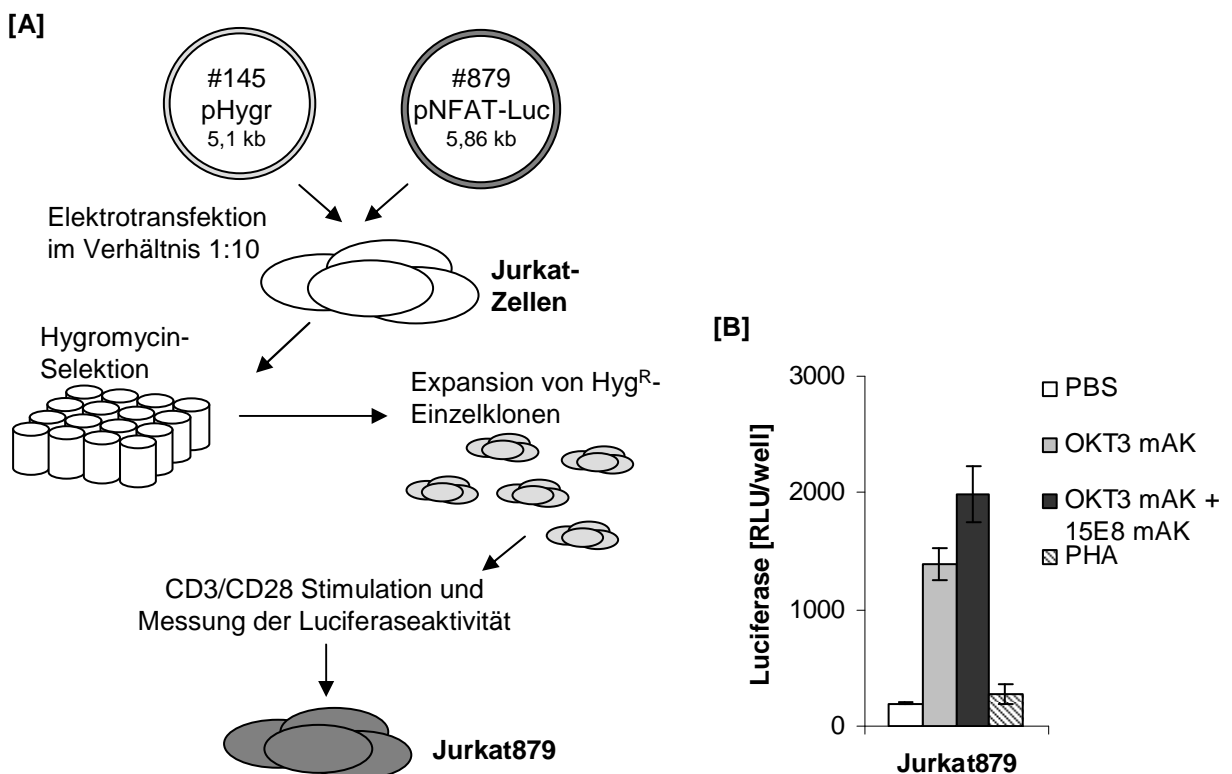 [A]
#145
pHygr
5,1 kb
#879
pNFAT-Luc
5,86 kb
Elektrotransfektion
im Verhältnis 1:10
Jurkat-
Zellen
Hygromycin-
Selektion
Expansion von Hyg^R-
Einzelklonen
CD3/CD28 Stimulation und
Messung der Luciferaseaktivität
Jurkat879
[B]
Luciferase [RLU/well]
3000
2000
1000
0
Jurkat879
PBS
OKT3 mAK
OKT3 mAK +
15E8 mAK
PHA